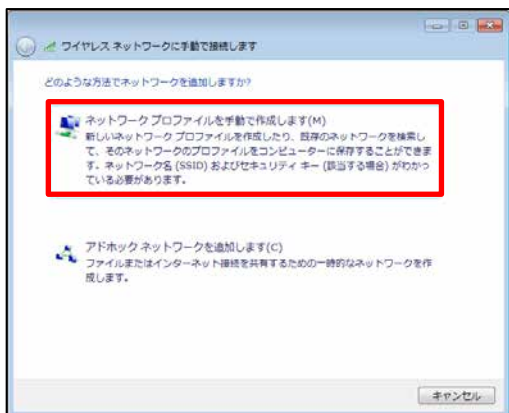 ワイヤレス ネットワークに手動で接続します
どのような方法でネットワークを追加しますか?
ネットワーク プロファイルを手動で作成します(M)
新しいネットワーク プロファイルを作成したり、既存のネットワークを検索し
て、そのネットワークのプロファイルをコンピューターに保存することができま
す。ネットワーク名 (SSID) およびセキュリティ キー (該当する場合) がわかっ
ている必要があります。
アドホック ネットワークを追加します(C)
ファイルまたはインターネット接続を共有するための一時的なネットワークを作
成します。
キャンセル